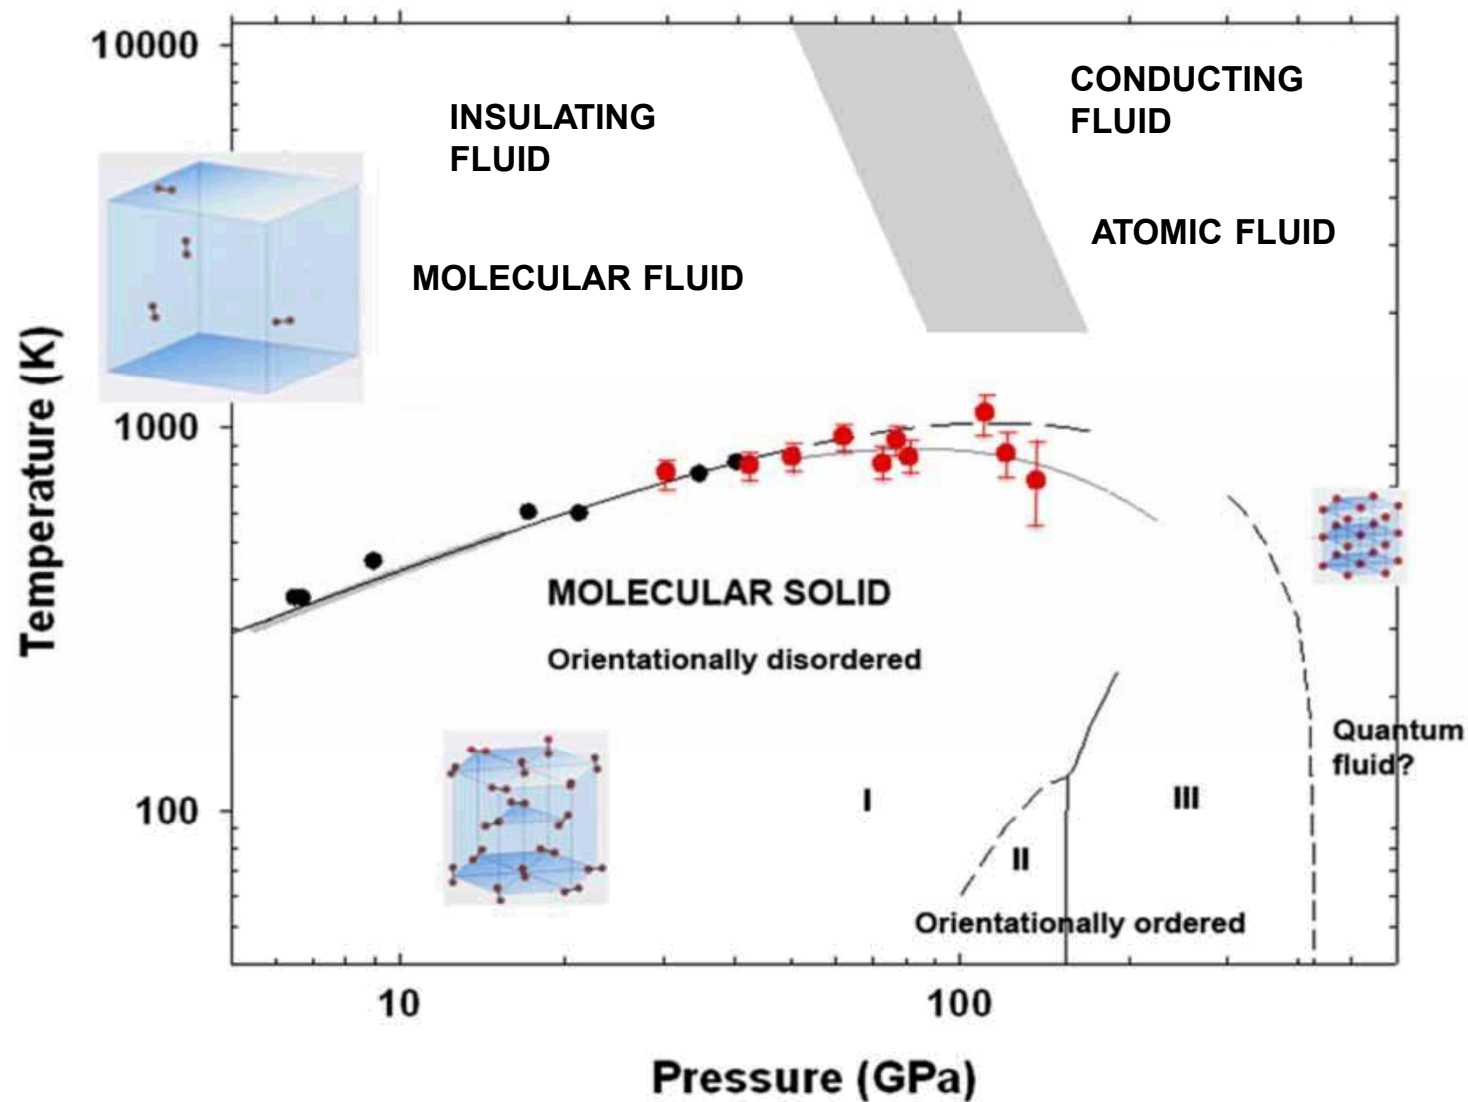 10000
CONDUCTING
FLUID
INSULATING
FLUID
ATOMIC FLUID
MOLECULAR FLUID
1000
Temperature (K)
MOLECULAR SOLID
Orientationally disordered
Quantum
fluid?
100
I
III
II
Orientationally ordered
10
100
Pressure (GPa)